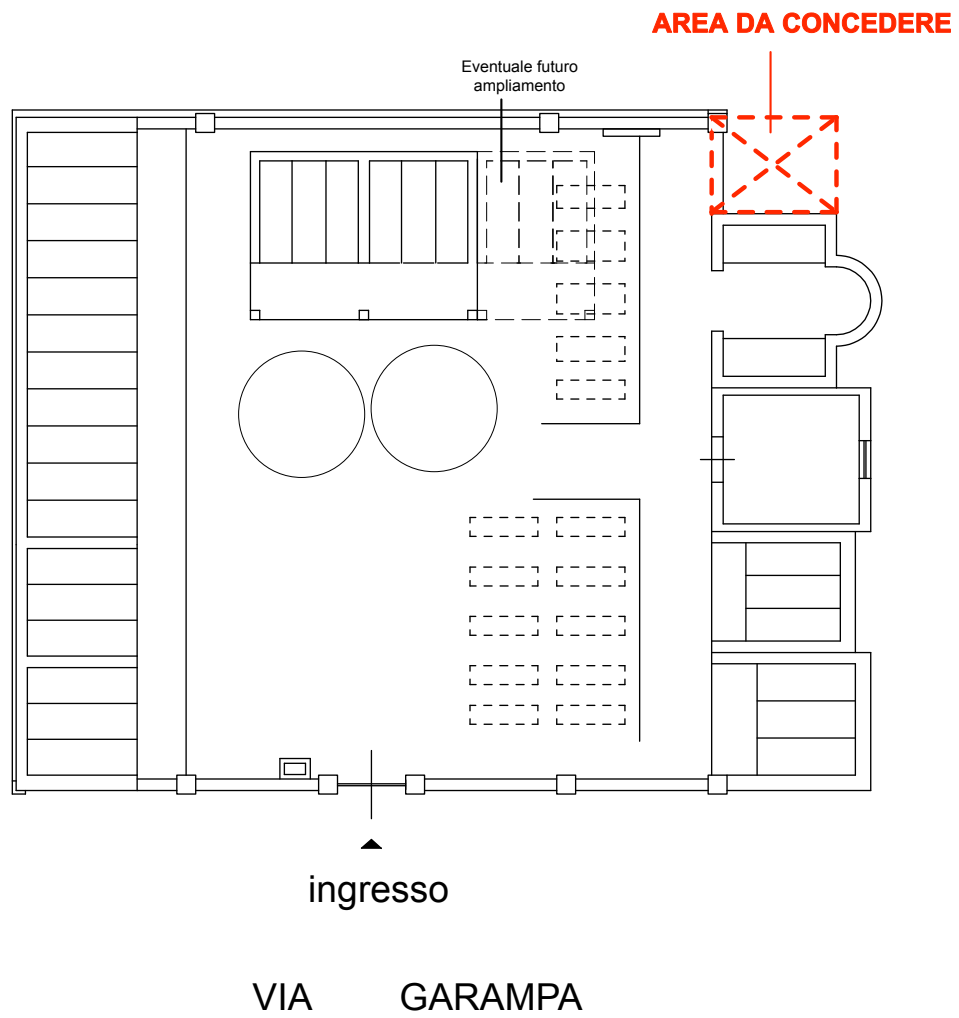 AREA DA CONCEDERE
Eventuale futuro
ampliamento
ingresso
VIA GARAMPA